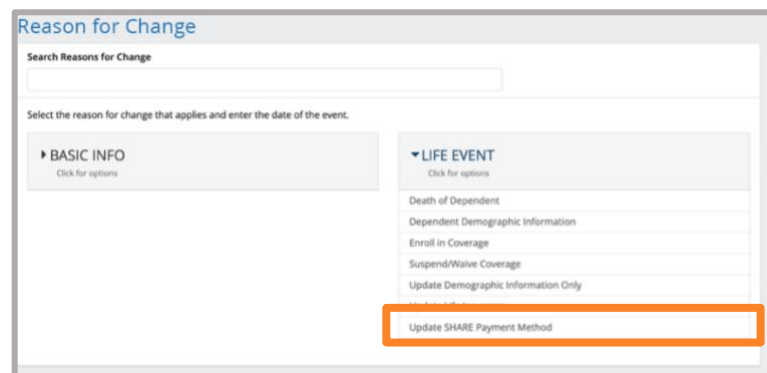 Reason for Change
Search Reasons for Change
Select the reason for change that applies and enter the date of the event.
BASIC INFO
Click for options
LIFE EVENT
Click for options
Death of Dependent
Dependent Demographic Information
Enroll in Coverage
Suspend/Waive Coverage
Update Demographic Information Only
Update SHARE Payment Method